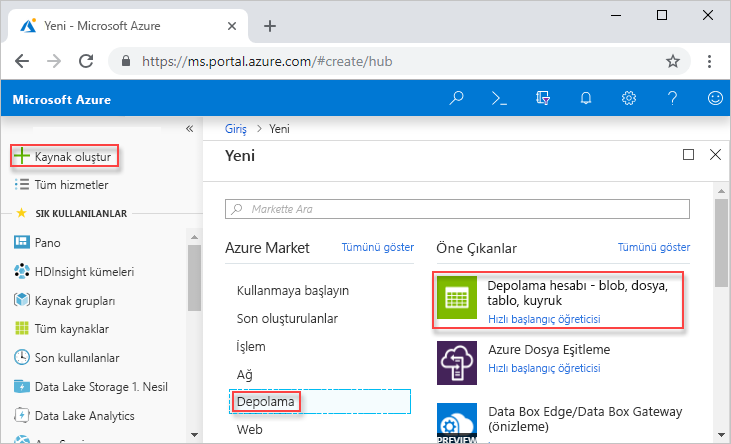 Yeni - Microsoft Azure
https://ms.portal.azure.com/#create/hub
Microsoft Azure
Giriş > Yeni
Kaynak oluştur
Tüm hizmetler
SIK KULLANILANLAR
Pano
HDInsight kümeleri
Kaynak grupları
Tüm kaynaklar
Son kullanılanlar
Data Lake Storage 1. Nesil
Data Lake Analytics
Yeni
Markette Ara
Azure Market
Tümünü göster
Kullanmaya başlayın
Son oluşturulanlar
İşlem
Ağ
Depolama
Web
Öne Çıkanlar
Tümünü göster
Depolama hesabı - blob, dosya,
tablo, kuyruk
Hızlı başlangıç öğreticisi
Azure Dosya Eşitleme
Hızlı başlangıç öğreticisi
PREVIEW
Data Box Edge/Data Box Gateway
(önizleme)